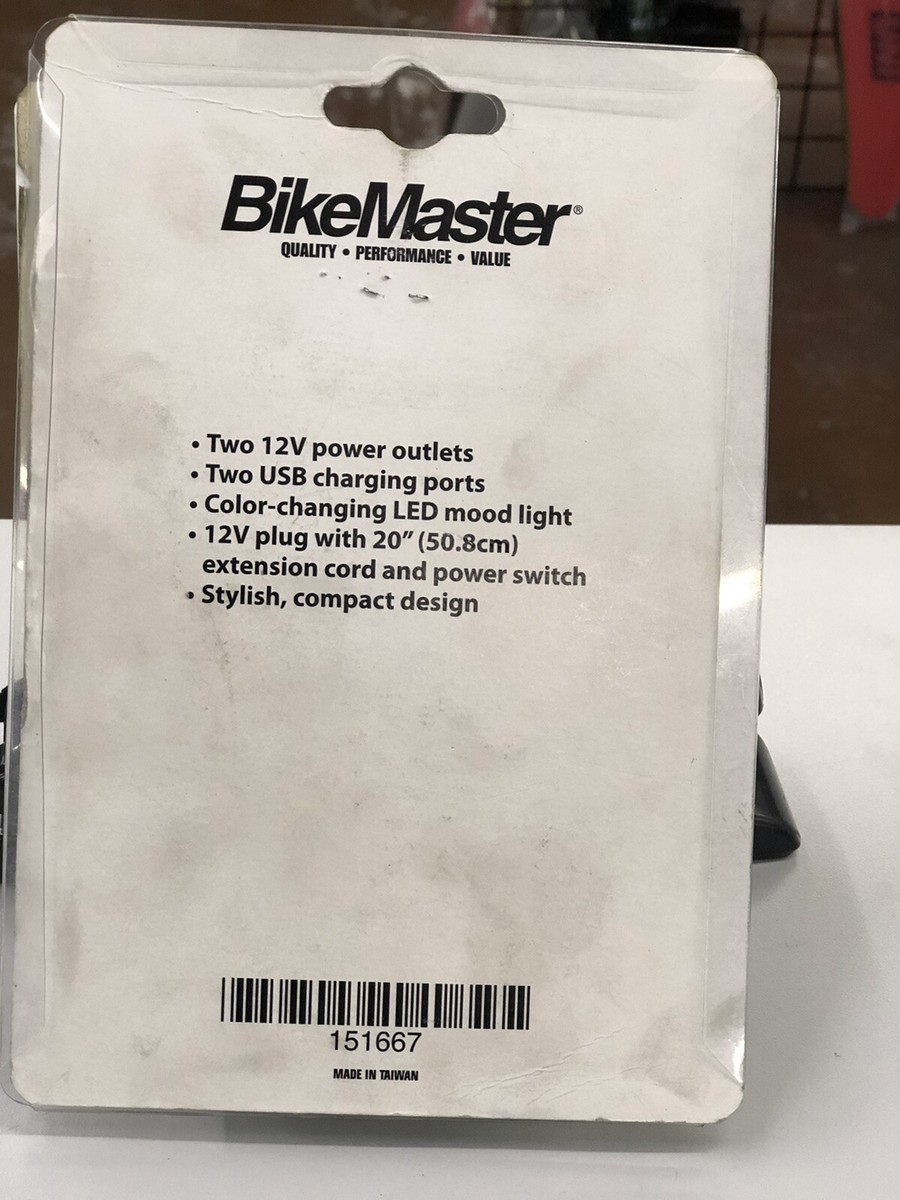 BikeMaster®
QUALITY • PERFORMANCE • VALUE
• Two 12V power outlets
• Two USB charging ports
• Color-changing LED mood light
• 12V plug with 20” (50.8cm)
extension cord and power switch
• Stylish, compact design
151667
MADE IN TAIWAN